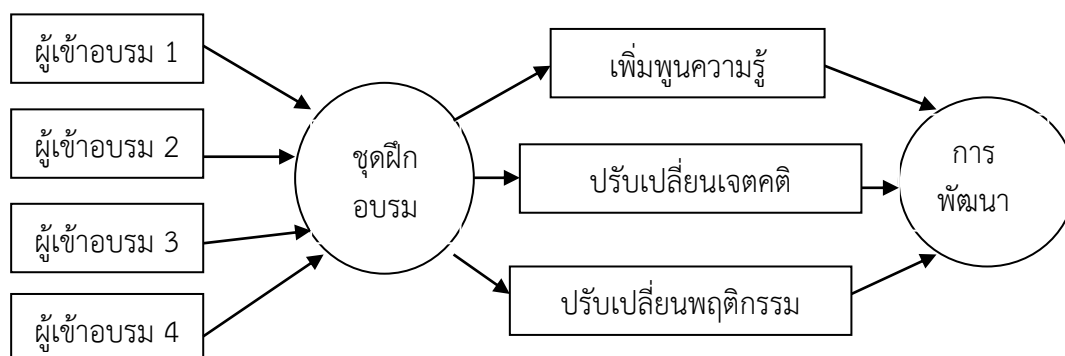 ผู้เข้าอบรม 1
ผู้เข้าอบรม 2
ผู้เข้าอบรม 3
ผู้เข้าอบรม 4
ชุดฝึก
อบรม
เพิ่มพูนความรู้
ปรับเปลี่ยนเจตคติ
ปรับเปลี่ยนพฤติกรรม
การ
พัฒนา